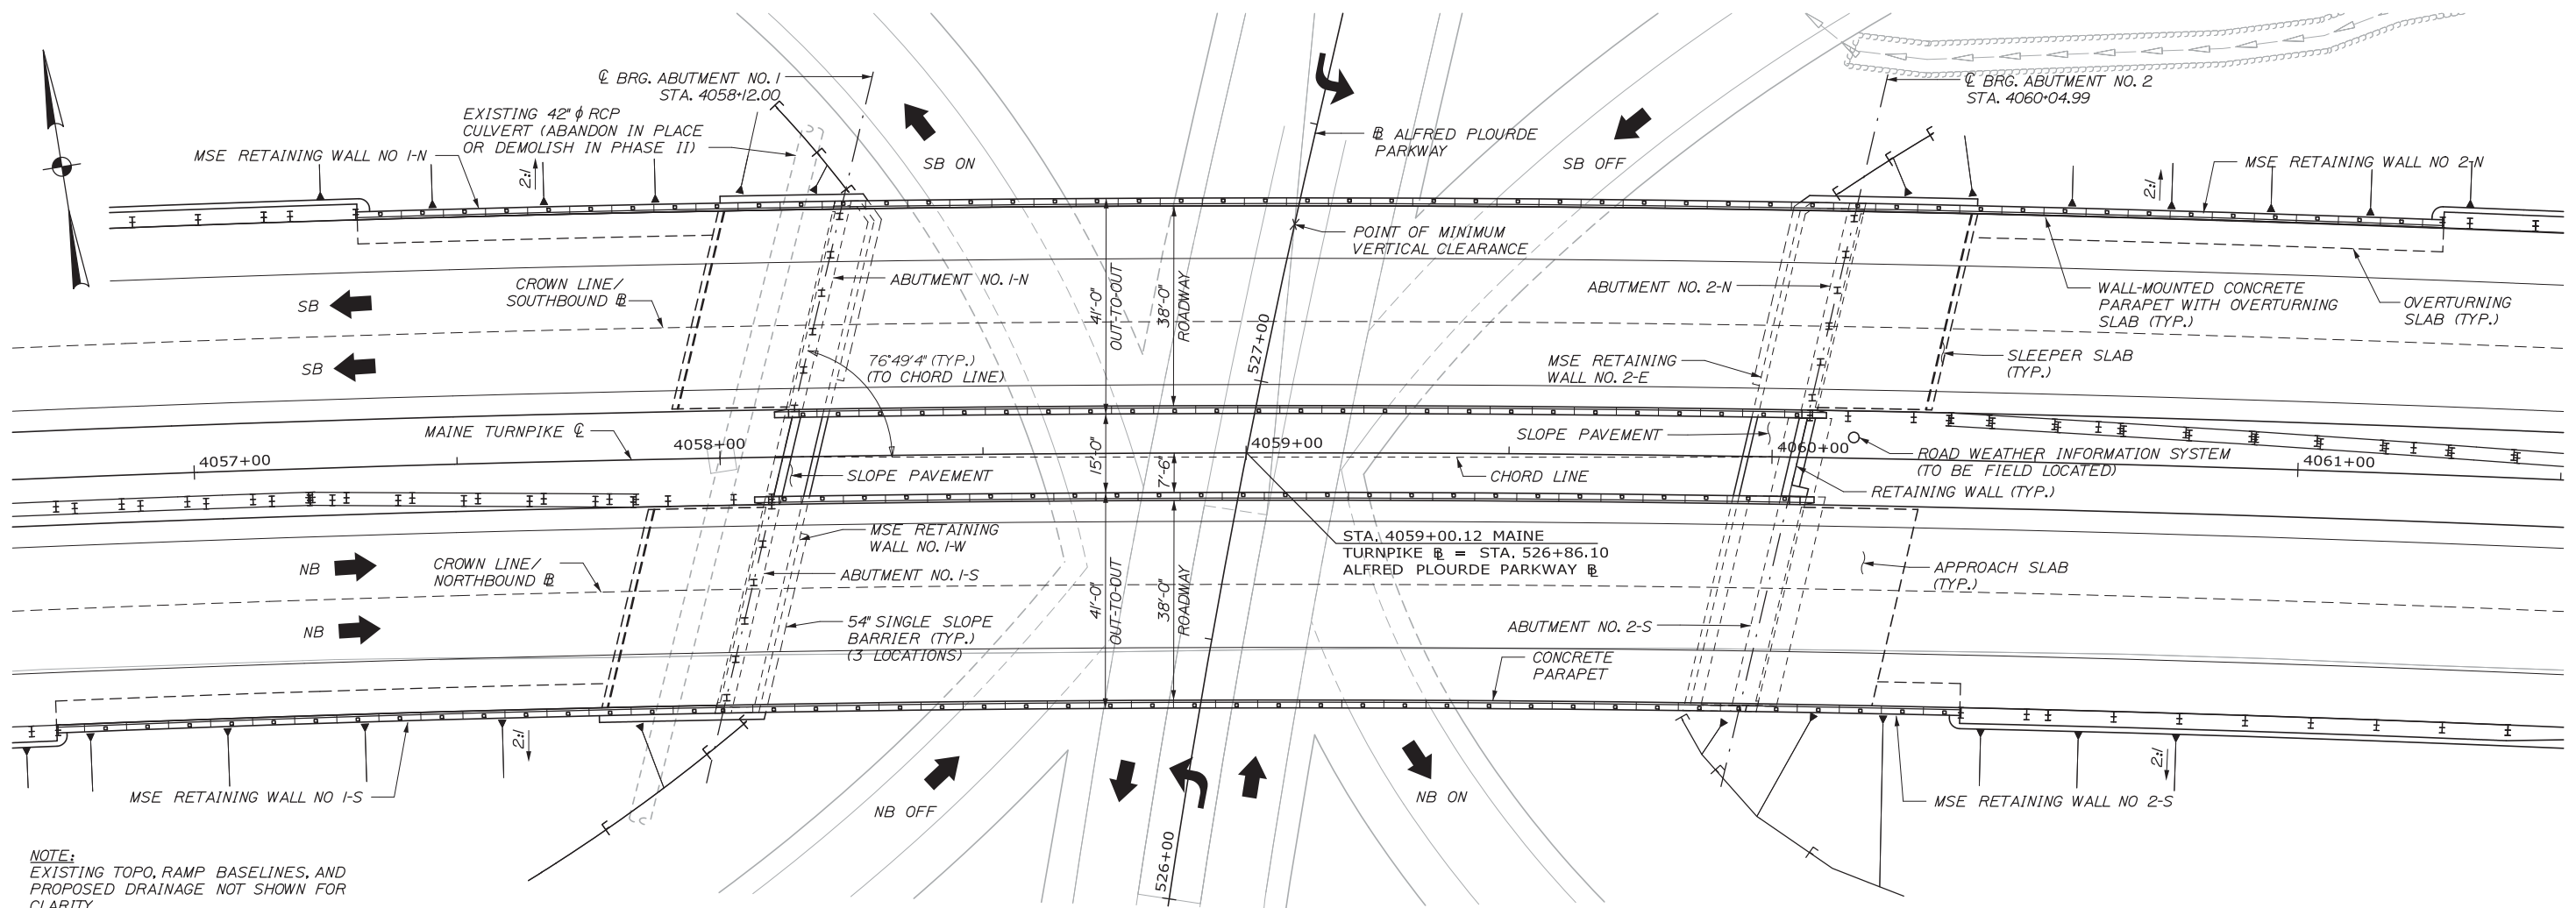 ℄ BRG. ABUTMENT NO. 1
STA. 4058+12.00
EXISTING 42" ϕ RCP
CULVERT (ABANDON IN PLACE
OR DEMOLISH IN PHASE II)
MSE RETAINING WALL NO 1-N
2:1
SB ON
℄ BRG. ABUTMENT NO. 2
STA. 4060+04.99
BL ALFRED PLOURDE
PARKWAY
SB OFF
MSE RETAINING WALL NO 2-N
2:1
POINT OF MINIMUM
VERTICAL CLEARANCE
CROWN LINE/
SOUTHBOUND BL
ABUTMENT NO. 1-N
ABUTMENT NO. 2-N
WALL-MOUNTED CONCRETE
PARAPET WITH OVERTURNING
SLAB (TYP.)
OVERTURNING
SLAB (TYP.)
SB
SB
41'-0"
OUT-TO-OUT
38'-0"
ROADWAY
527+00
76°49'4" (TYP.)
(TO CHORD LINE)
MSE RETAINING
WALL NO. 2-E
SLEEPER SLAB
(TYP.)
MAINE TURNPIKE ℄
4057+00
4058+00
4059+00
4060+00
4061+00
SLOPE PAVEMENT
15'-0"
7'-6"
SLOPE PAVEMENT
CHORD LINE
ROAD WEATHER INFORMATION SYSTEM
(TO BE FIELD LOCATED)
RETAINING WALL (TYP.)
MSE RETAINING
WALL NO. 1-W
STA. 4059+00.12 MAINE
TURNPIKE BL = STA. 526+86.10
ALFRED PLOURDE PARKWAY BL
NB
CROWN LINE/
NORTHBOUND BL
ABUTMENT NO. 1-S
41'-0"
OUT-TO-OUT
38'-0"
ROADWAY
APPROACH SLAB
(TYP.)
NB
54" SINGLE SLOPE
BARRIER (TYP.)
(3 LOCATIONS)
ABUTMENT NO. 2-S
CONCRETE
PARAPET
2:1
2:1
MSE RETAINING WALL NO 1-S
NB OFF
NB ON
MSE RETAINING WALL NO 2-S
526+00
NOTE:
EXISTING TOPO, RAMP BASELINES, AND
PROPOSED DRAINAGE NOT SHOWN FOR
CLARITY